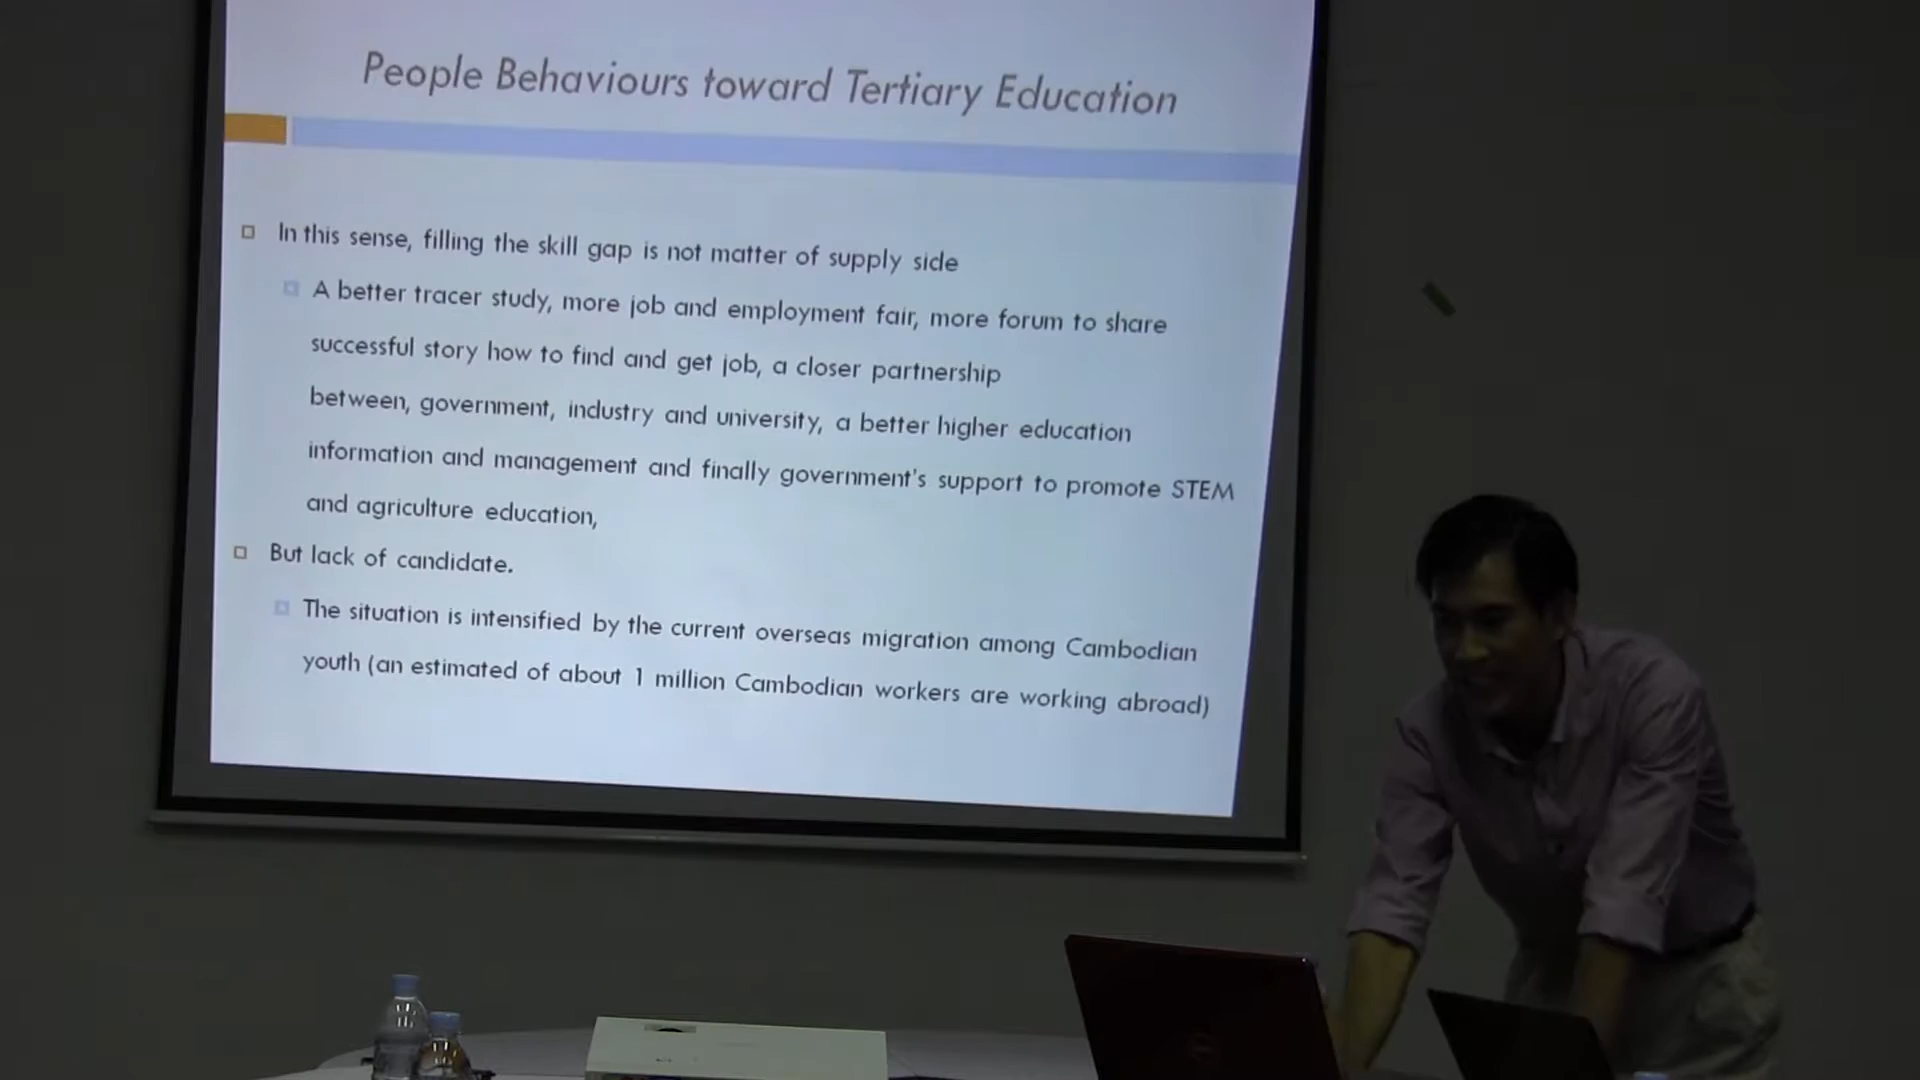 People Behaviours toward Tertiary Education
In this sense, filling the skill gap is not matter of supply side
A better tracer study, more job and employment fair, more forum to share
successful story how to find and get job, a closer partnership
between, government, industry and university, a better higher education
information and management and finally government's support to promote STEM
and agriculture education,
But lack of candidate.
The situation is intensified by the current overseas migration among Cambodian
youth (an estimated of about 1 million Cambodian workers are working abroad)